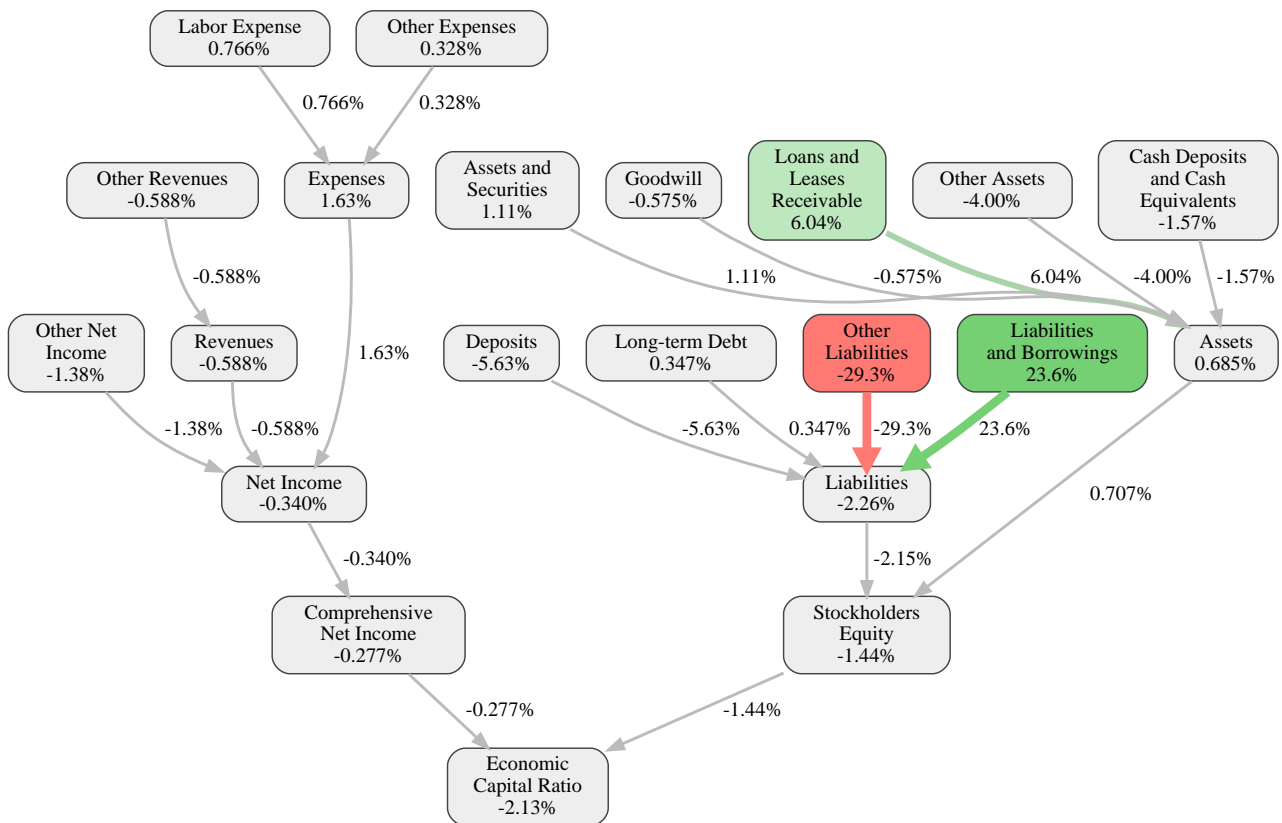 Labor Expense
0.766%
Other Expenses
0.328%
0.766%
0.328%
Other Revenues
-0.588%
Expenses
1.63%
Assets and
Securities
1.11%
Goodwill
-0.575%
Loans and
Leases
Receivable
6.04%
Other Assets
-4.00%
Cash Deposits
and Cash
Equivalents
-1.57%
-0.588%
1.11%
-0.575%
6.04%
-4.00%
-1.57%
Other Net
Income
-1.38%
Revenues
-0.588%
1.63%
Deposits
-5.63%
Long-term Debt
0.347%
Other
Liabilities
-29.3%
Liabilities
and Borrowings
23.6%
Assets
0.685%
-1.38%
-0.588%
-5.63%
0.347%
-29.3%
23.6%
Net Income
-0.340%
Liabilities
-2.26%
0.707%
-0.340%
-2.15%
Comprehensive
Net Income
-0.277%
Stockholders
Equity
-1.44%
-0.277%
-1.44%
Economic
Capital Ratio
-2.13%